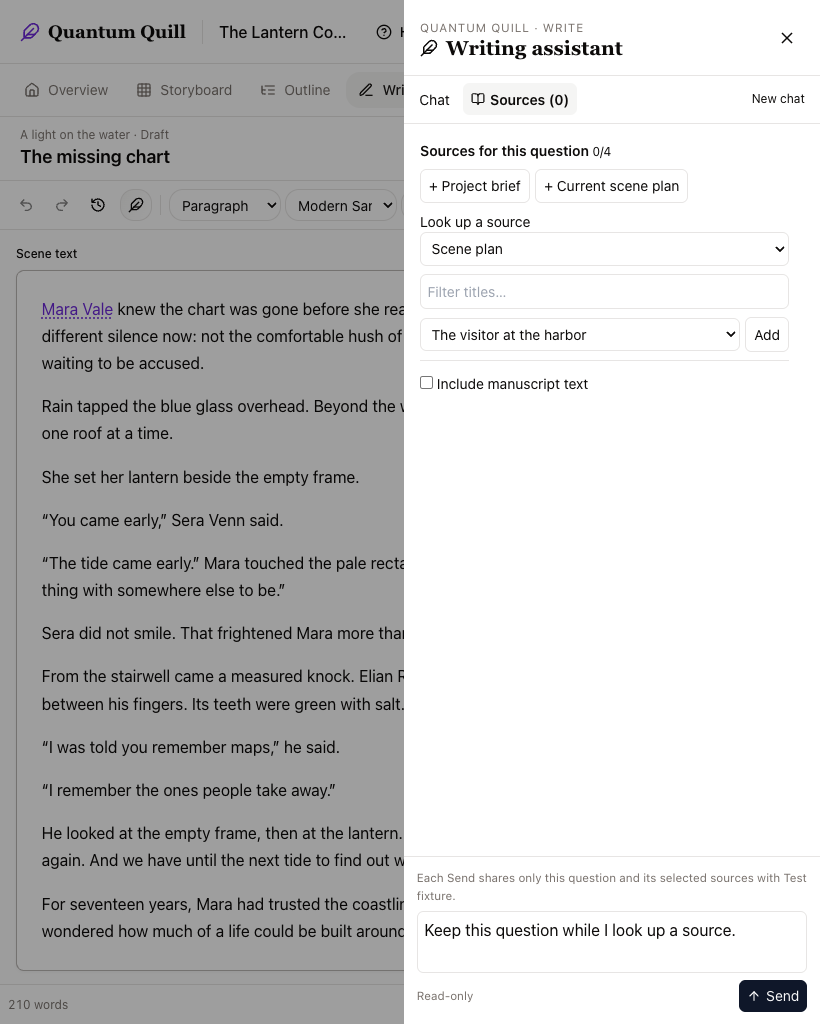 Quantum Quill
The Lantern Co...
QUANTUM QUILL · WRITE
Writing assistant
Overview
Storyboard
Outline
Chat
Sources (0)
New chat
A light on the water · Draft
The missing chart
Paragraph
Scene text
Sources for this question 0/4
+ Project brief
+ Current scene plan
Look up a source
Scene plan
Filter titles...
The visitor at the harbor
Add
Include manuscript text
Mara Vale knew the chart was gone before she
different silence now: not the comfortable hush of
waiting to be accused.
Rain tapped the blue glass overhead. Beyond the
one roof at a time.
She set her lantern beside the empty frame.
“You came early,” Sera Venn said.
“The tide came early.” Mara touched the pale
thing with somewhere else to be.”
Sera did not smile. That frightened Mara more
From the stairwell came a measured knock. Elian
between his fingers. Its teeth were green with salt.
“I was told you remember maps,” he said.
“I remember the ones people take away.”
He looked at the empty frame, then at the lantern.
again. And we have until the next tide to find out
For seventeen years, Mara had trusted the
wondered how much of a life could be built around
210 words
Each Send shares only this question and its selected sources with Test
fixture.
Keep this question while I look up a source.
Read-only
Send